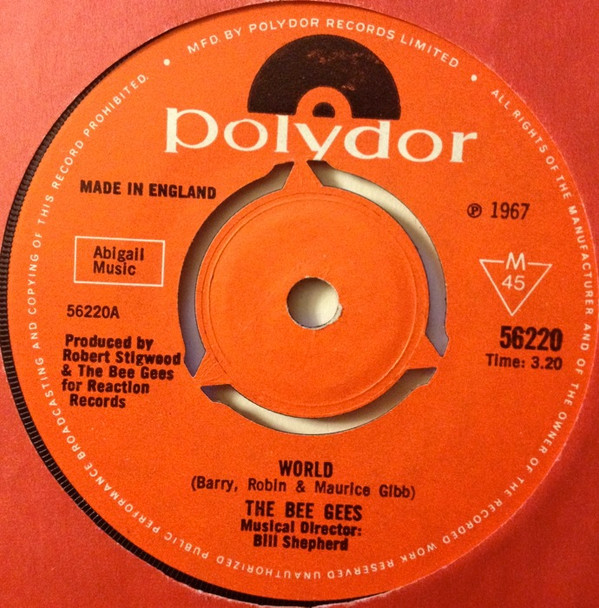 MFD. BY POLYDOR RECORDS LIMITED • ALL RIGHTS OF THE MANUFACTURER AND OF THE OWNER OF THE RECORDED WORK RESERVED UNAUTHORIZED PUBLIC PERFORMANCE BROADCASTING AND COPYING OF THIS RECORD PROHIBITED. •
polydor
MADE IN ENGLAND
℗ 1967
Abigail
Music
M
45
56220A
56220
Time: 3.20
Produced by
Robert Stigwood
& The Bee Gees
for Reaction
Records
WORLD
(Barry, Robin & Maurice Gibb)
THE BEE GEES
Musical Director:
Bill Shepherd